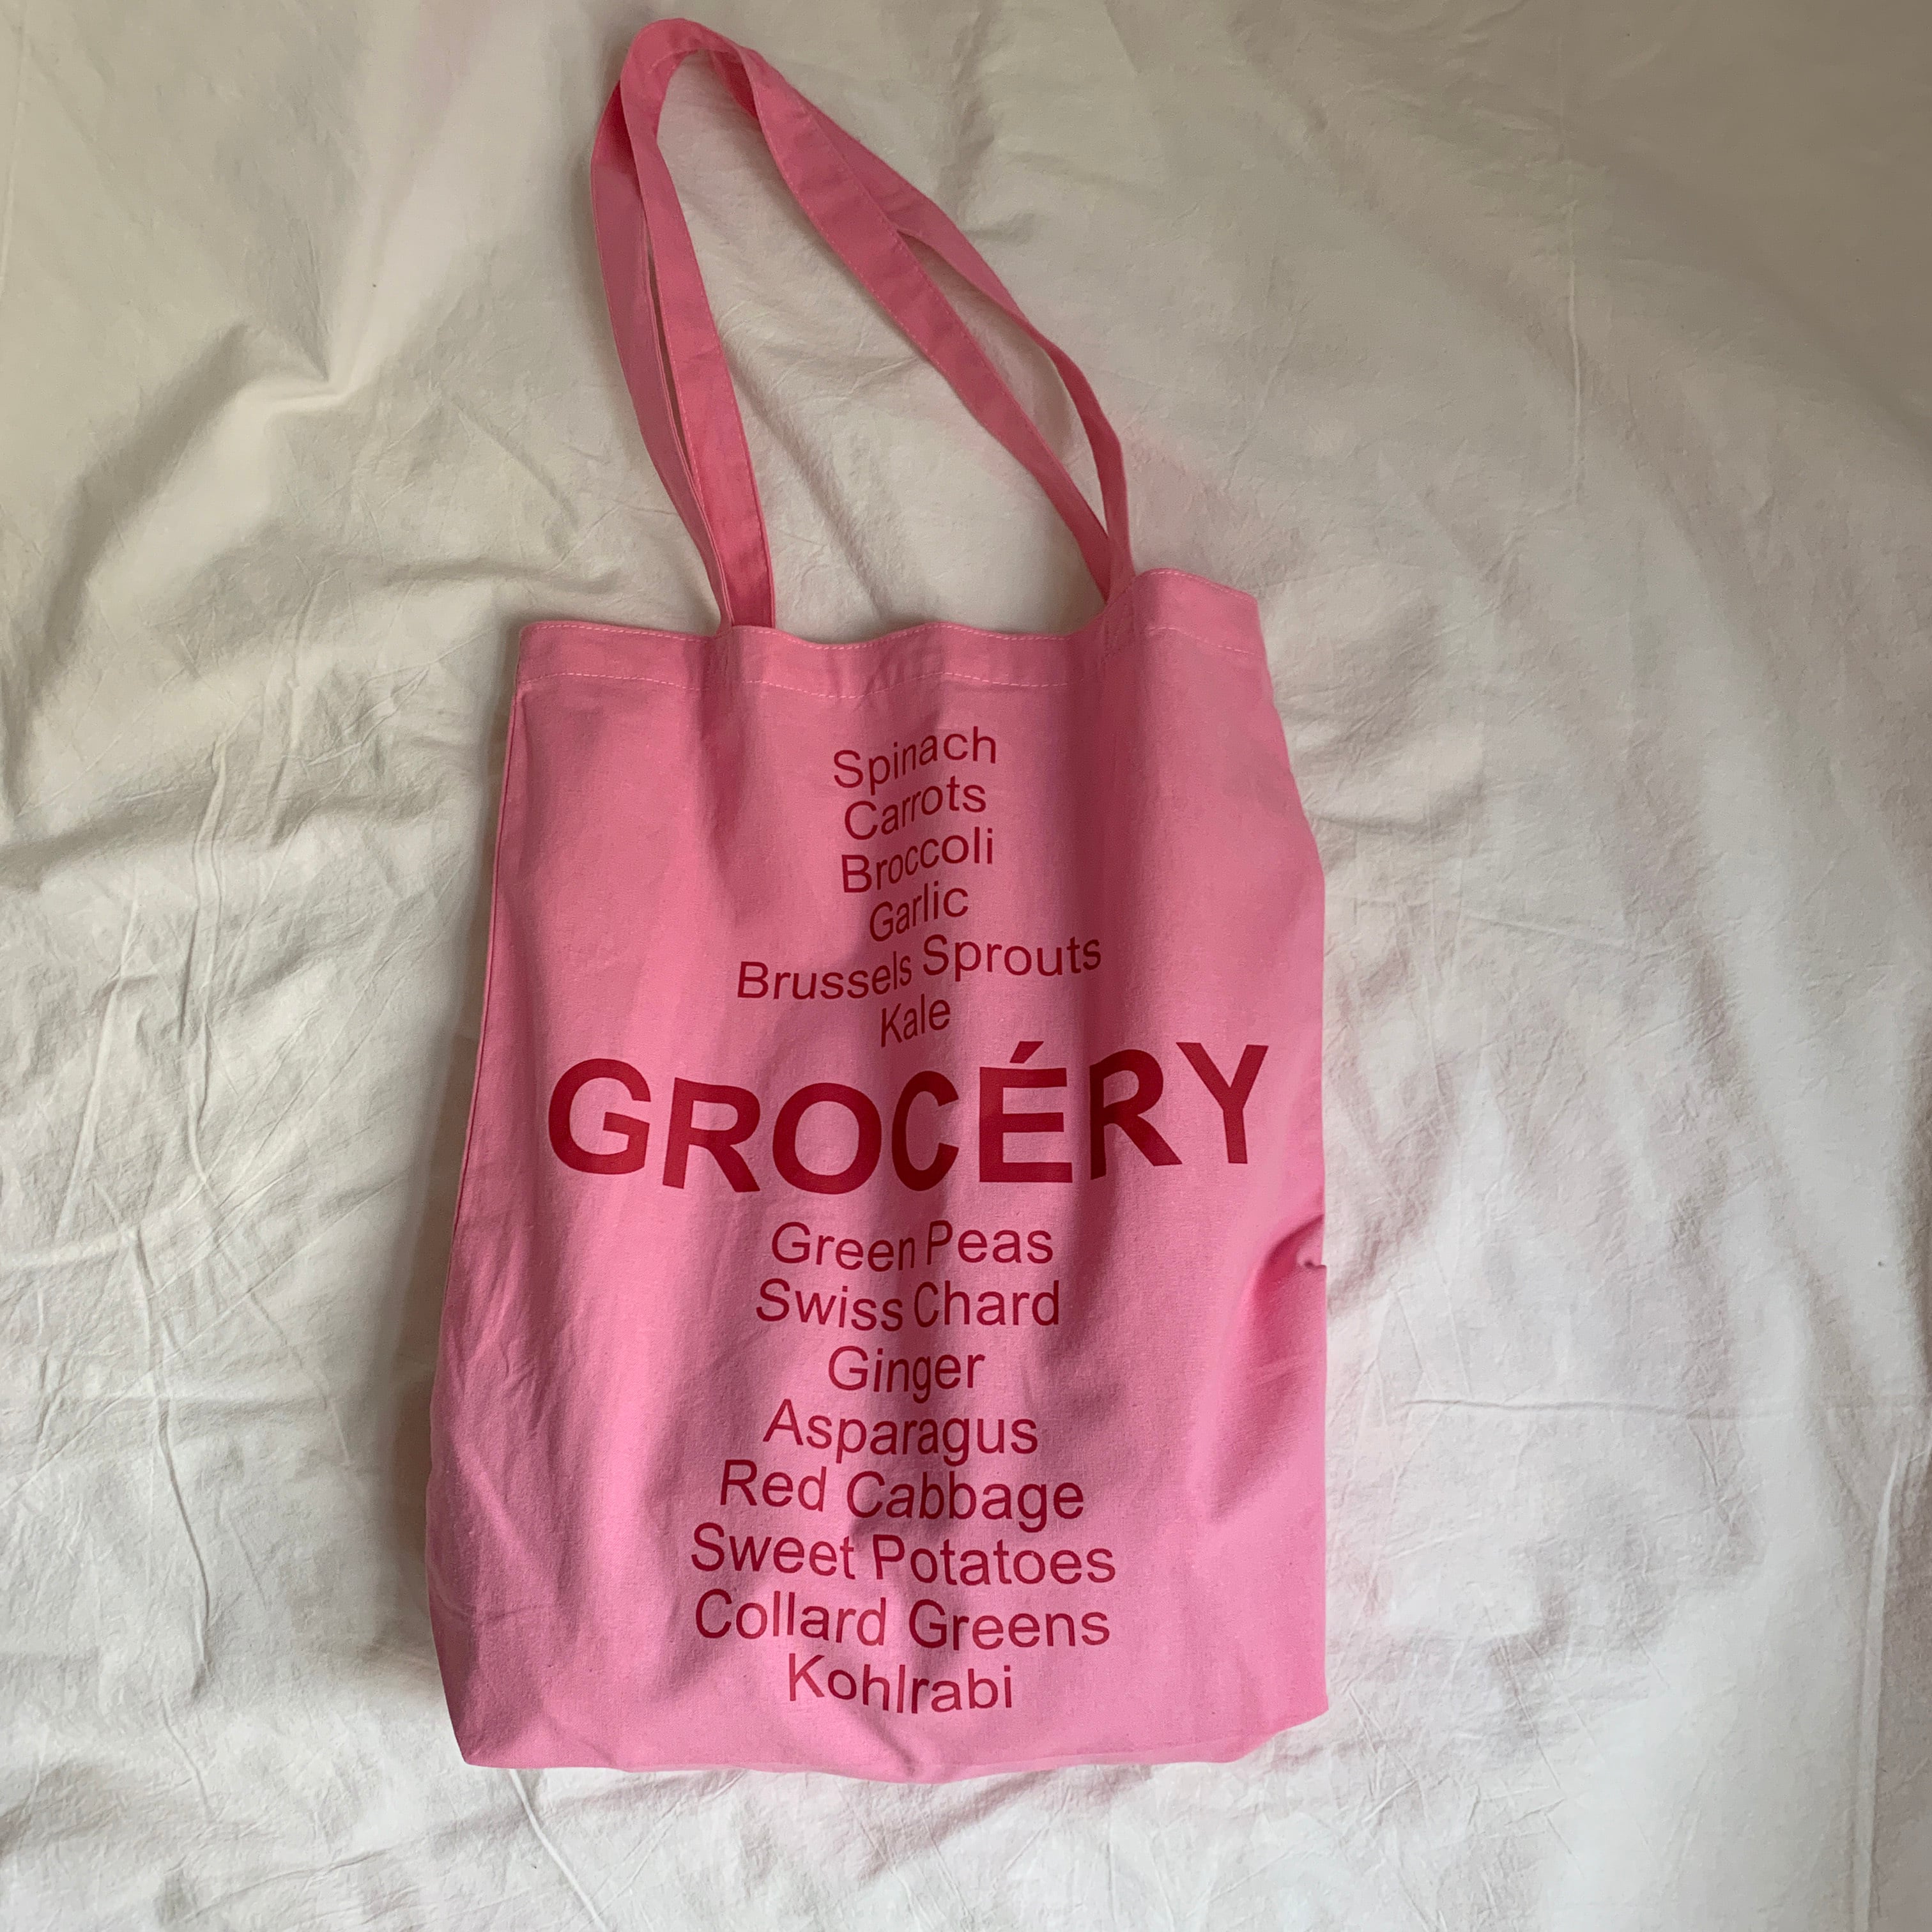 Spinach
Carrots
Broccoli
Garlic
Brussels Sprouts
Kale
GROCÉRY
Green Peas
Swiss Chard
Ginger
Asparagus
Red Cabbage
Sweet Potatoes
Collard Greens
Kohlrabi